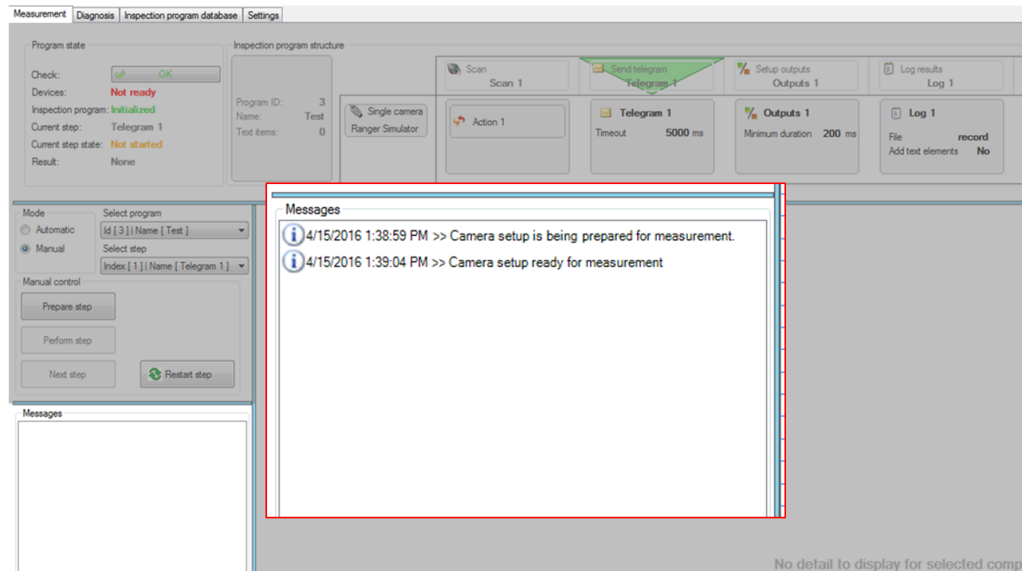 Measurement
Diagnosis
Inspection program database
Settings
Program state
Check:
OK
Devices:
Not ready
Inspection program:
Initialized
Current step:
Telegram 1
Current step state:
Not started
Result:
None
Inspection program structure
Program ID:
3
Name:
Test
Text items:
0
Single camera
Ranger Simulator
Scan
Scan 1
Action 1
Send telegram
Telegram 1
Telegram 1
Timeout
5000 ms
Setup outputs
Outputs 1
Outputs 1
Minimum duration
200 ms
Log results
Log 1
Log 1
File
record
Add text elements
No
Mode
Automatic
Manual
Select program
Id [ 3 ] | Name [ Test ]
Select step
Index [ 1 ] | Name [ Telegram 1 ]
Manual control
Prepare step
Perform step
Next step
Restart step
Messages
Messages
4/15/2016 1:38:59 PM >> Camera setup is being prepared for measurement.
4/15/2016 1:39:04 PM >> Camera setup ready for measurement
No detail to display for selected comp